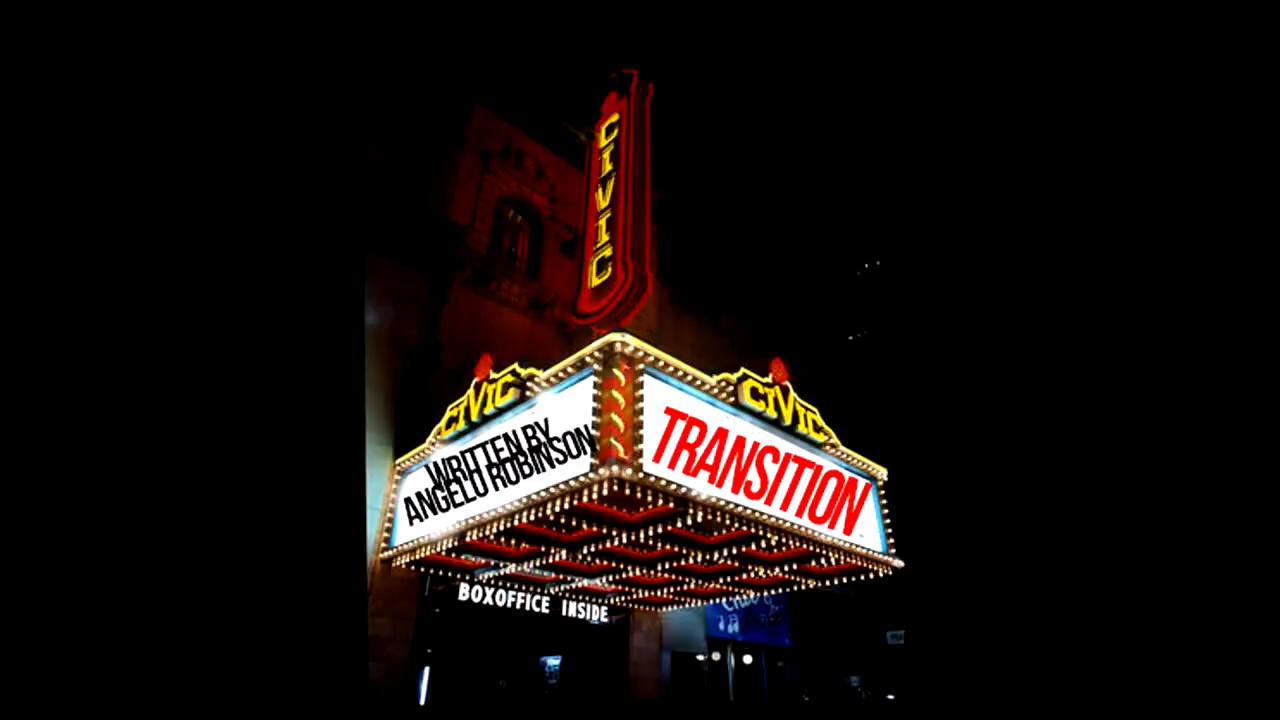 CIVIC
CIVIC
CIVIC
WRITTEN BY
ANGELO ROBINSON
TRANSITION
BOXOFFICE INSIDE